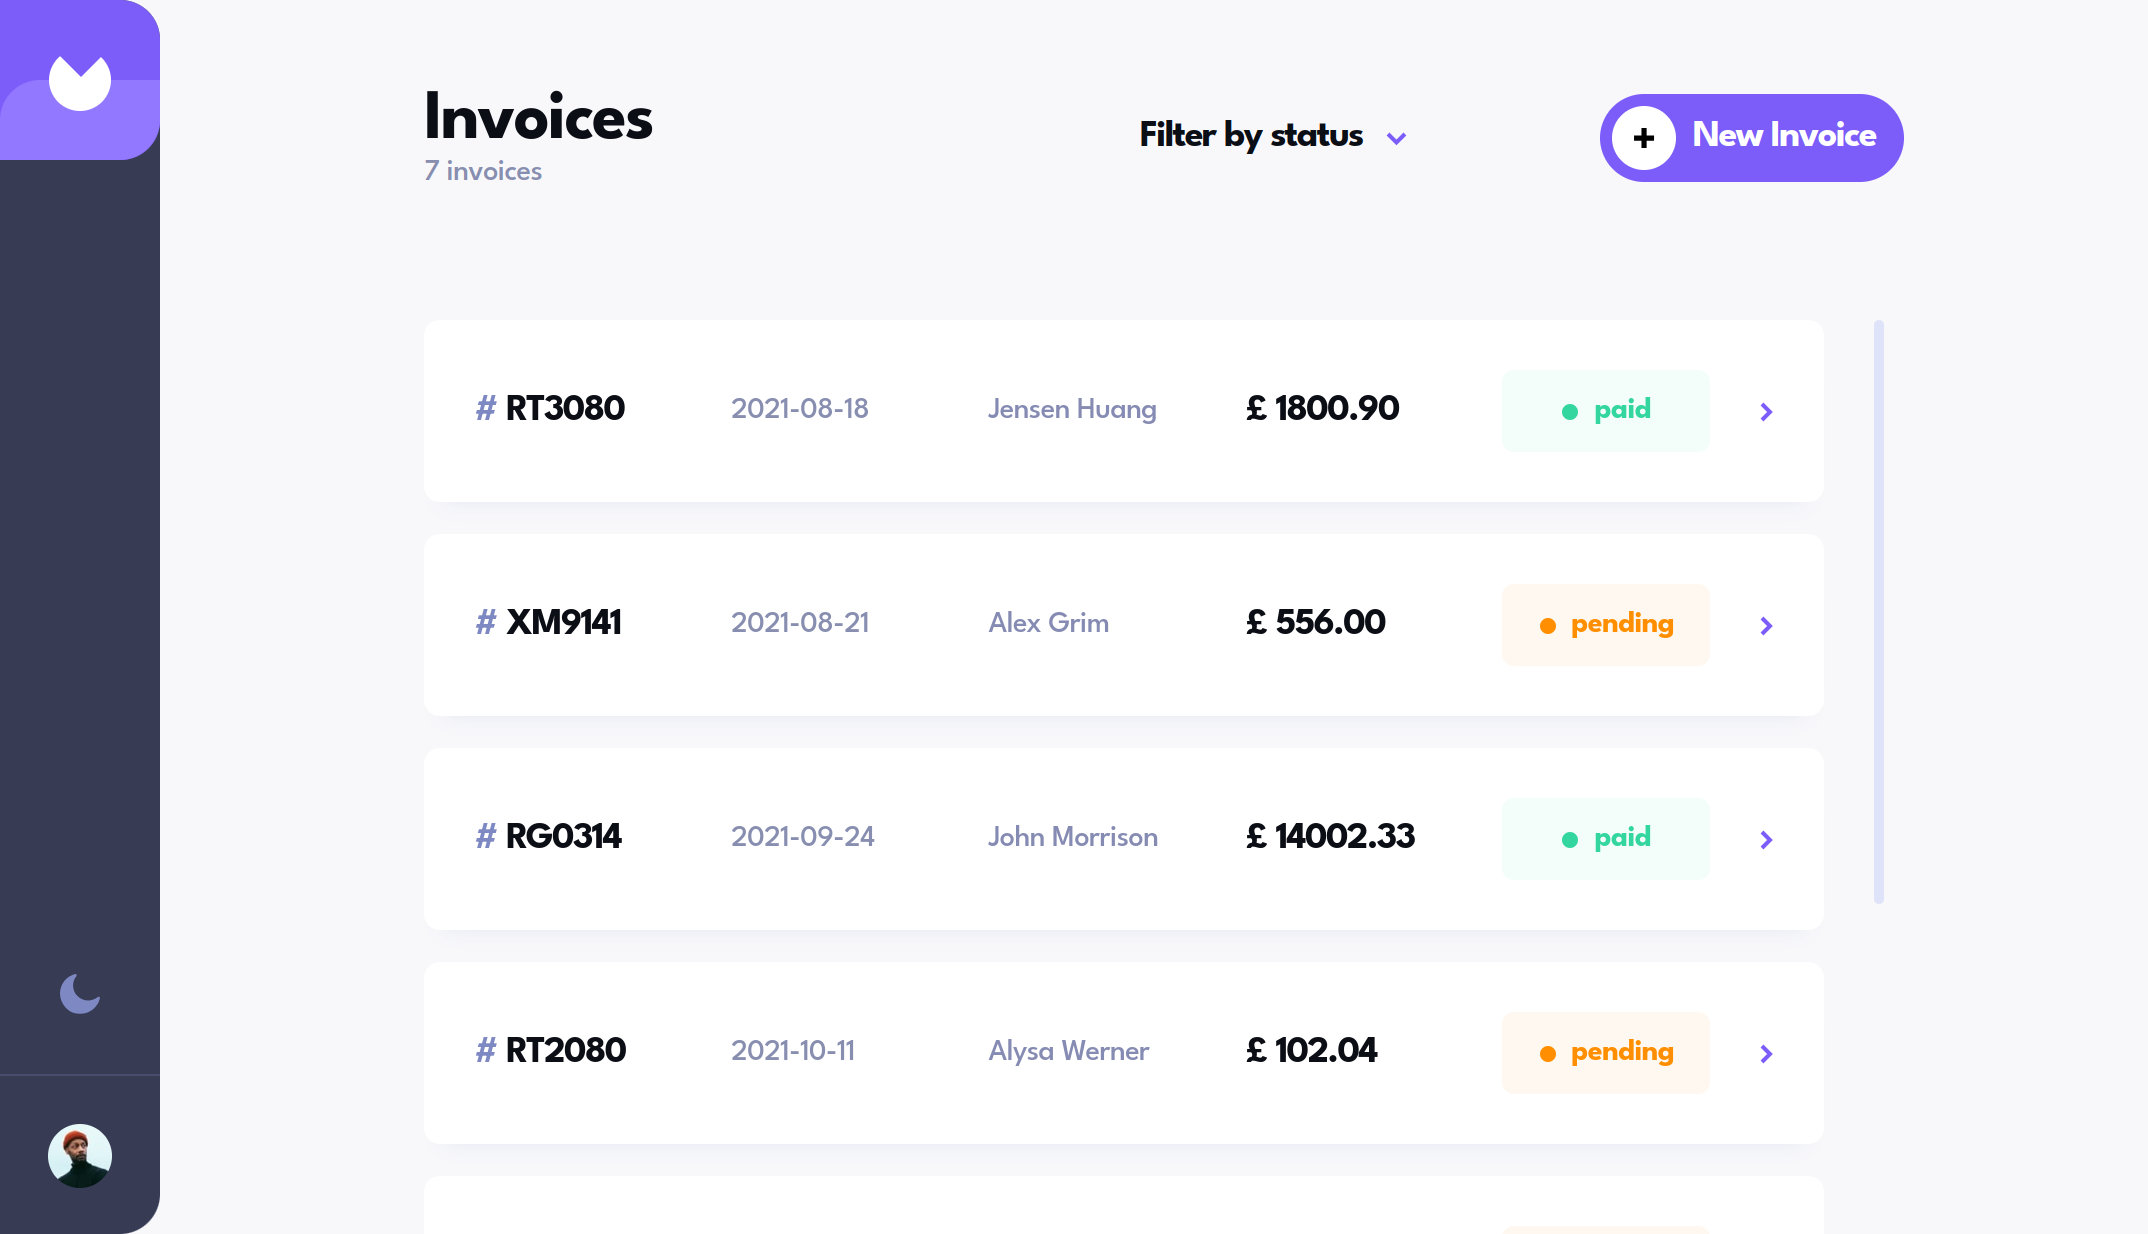 Invoices
7 invoices
Filter by status
New Invoice
# RT3080 2021-08-18 Jensen Huang £ 1800.90 paid
# XM9141 2021-08-21 Alex Grim £ 556.00 pending
# RG0314 2021-09-24 John Morrison £ 14002.33 paid
# RT2080 2021-10-11 Alysa Werner £ 102.04 pending